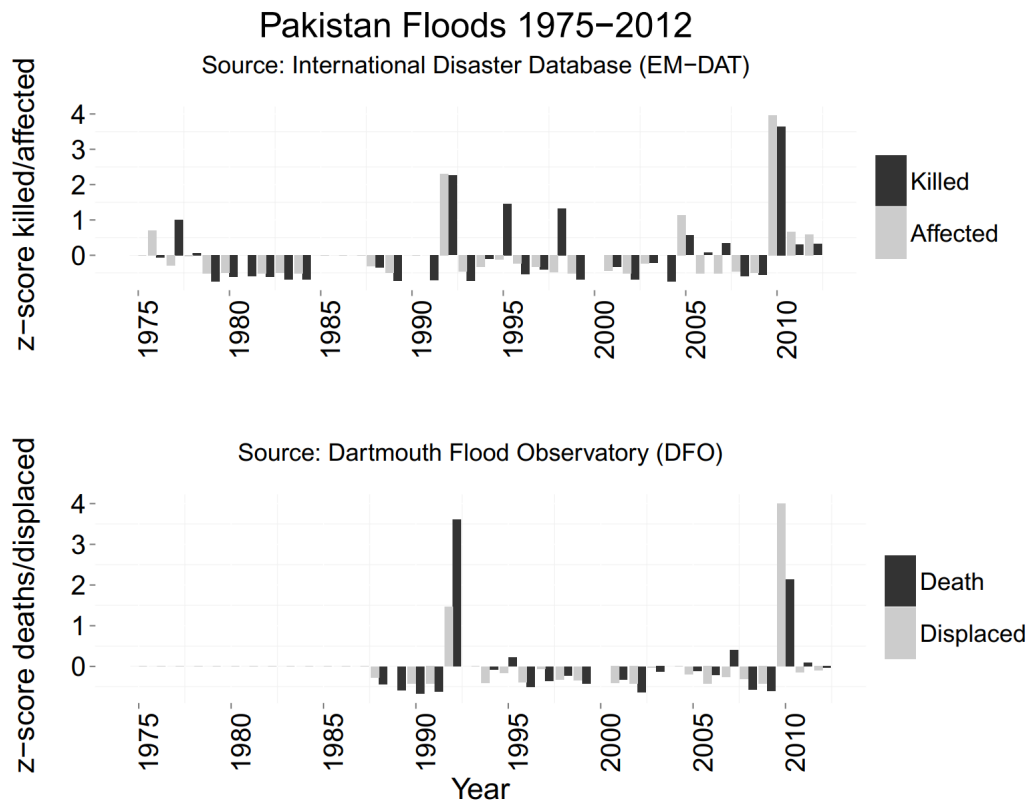 Pakistan Floods 1975−2012
Source: International Disaster Database (EM−DAT)
z−score killed/affected
4
3
2
1
0
1975
1980
1985
1990
1995
2000
2005
2010
Killed
Affected
Source: Dartmouth Flood Observatory (DFO)
z−score deaths/displaced
4
3
2
1
0
1975
1980
1985
1990
1995
2000
2005
2010
Year
Death
Displaced